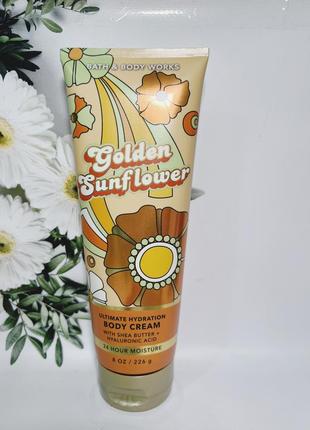 BATH & BODY WORKS
Golden
Sunflower
ULTIMATE HYDRATION
BODY CREAM
WITH SHEA BUTTER +
HYALURONIC ACID
24 HOUR MOISTURE
8 OZ / 226 g